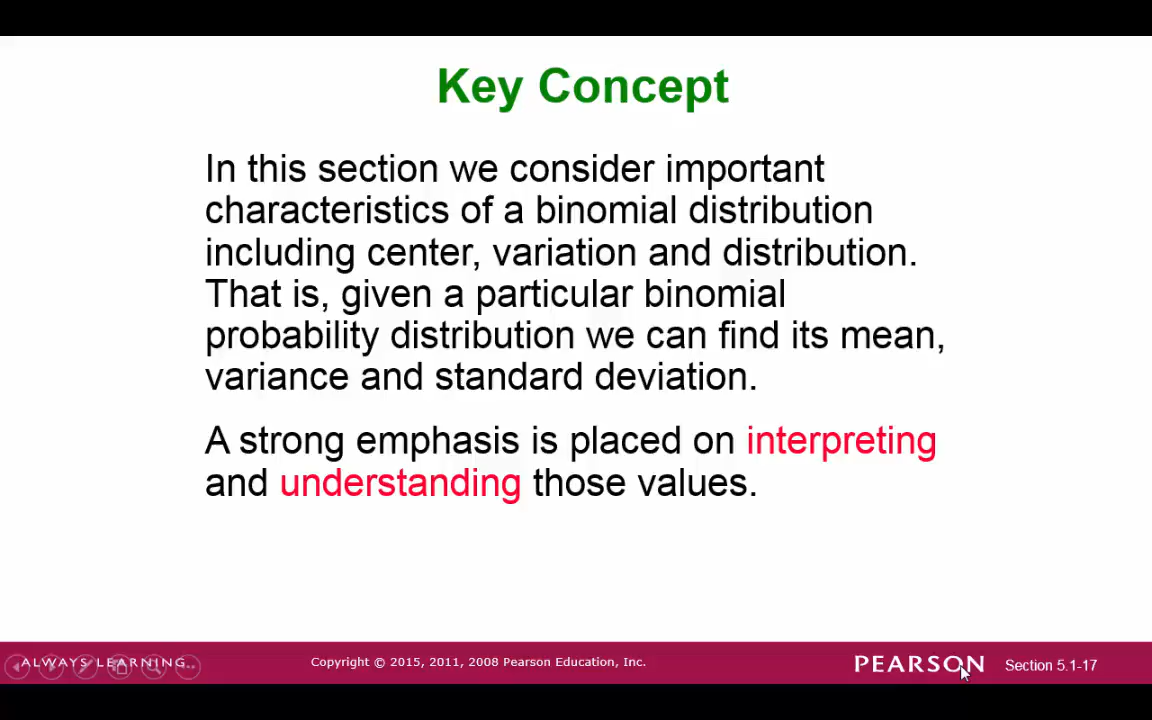 Key Concept
In this section we consider important
characteristics of a binomial distribution
including center, variation and distribution.
That is, given a particular binomial
probability distribution we can find its mean,
variance and standard deviation.
A strong emphasis is placed on interpreting
and understanding those values.
ALWAYS LEARNING
Copyright © 2015, 2011, 2008 Pearson Education, Inc.
PEARSON
Section 5.1-17